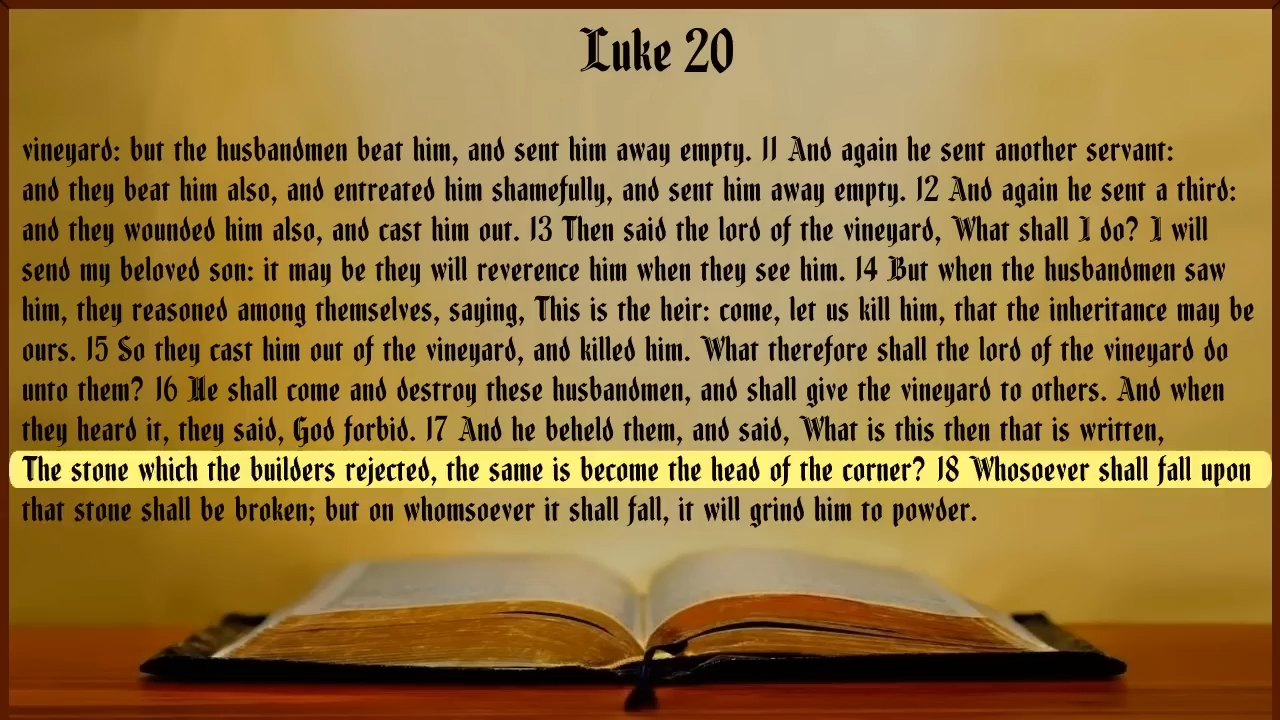 Luke 20
vineyard: but the husbandmen beat him, and sent him away empty. 11 And again he sent another servant:
and they beat him also, and entreated him shamefully, and sent him away empty. 12 And again he sent a third:
and they wounded him also, and cast him out. 13 Then said the lord of the vineyard, What shall I do? I will
send my beloved son: it may be they will reverence him when they see him. 14 But when the husbandmen saw
him, they reasoned among themselves, saying, This is the heir: come, let us kill him, that the inheritance may be
ours. 15 So they cast him out of the vineyard, and killed him. What therefore shall the lord of the vineyard do
unto them? 16 He shall come and destroy these husbandmen, and shall give the vineyard to others. And when
they heard it, they said, God forbid. 17 And he beheld them, and said, What is this then that is written,
The stone which the builders rejected, the same is become the head of the corner? 18 Whosoever shall fall upon
that stone shall be broken; but on whomsoever it shall fall, it will grind him to powder.